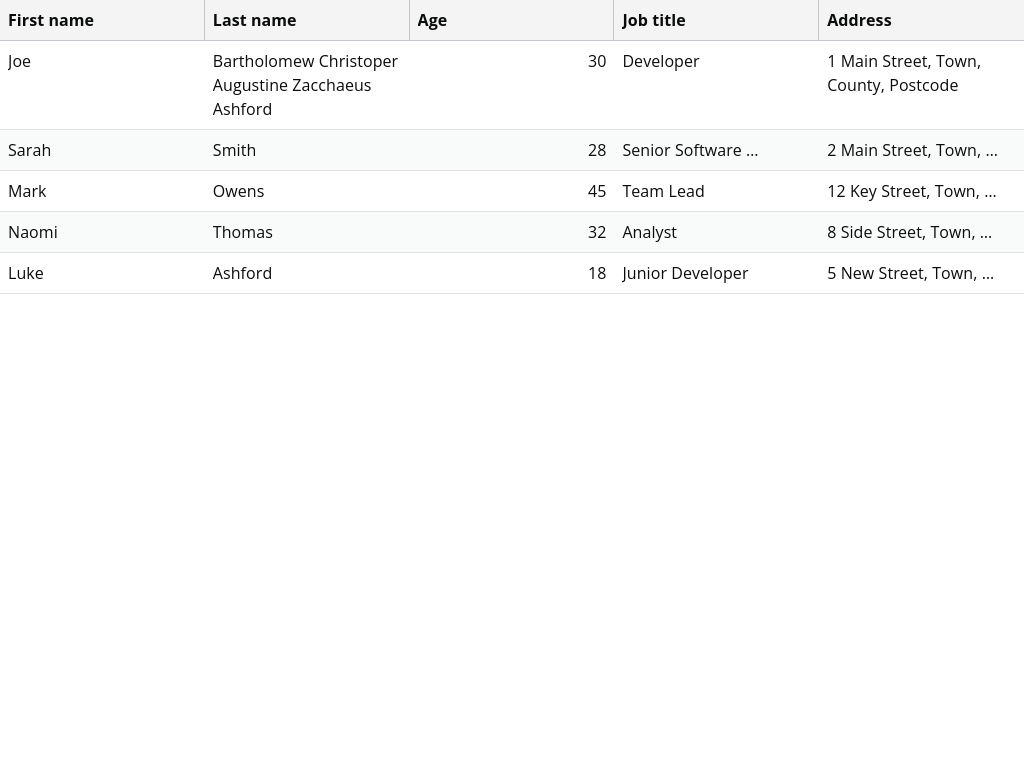 First name Last name Age Job title Address
Joe Bartholomew Christoper 30 Developer 1 Main Street, Town,
Augustine Zacchaeus County, Postcode
Ashford
Sarah Smith 28 Senior Software ... 2 Main Street, Town, ...
Mark Owens 45 Team Lead 12 Key Street, Town, ...
Naomi Thomas 32 Analyst 8 Side Street, Town, ...
Luke Ashford 18 Junior Developer 5 New Street, Town, ...